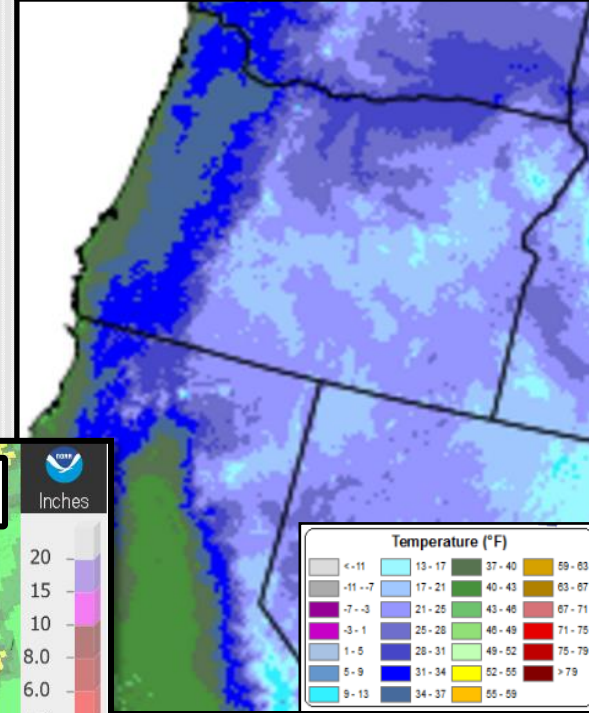 NOAA
Inches
20
15
10
8.0
6.0
Temperature (°F)
< -11 13 - 17 37 - 40 59 - 63
-11 - -7 17 - 21 40 - 43 63 - 67
-7 - -3 21 - 25 43 - 46 67 - 71
-3 - 1 25 - 28 46 - 49 71 - 75
1 - 5 28 - 31 49 - 52 75 - 79
5 - 9 31 - 34 52 - 55 > 79
9 - 13 34 - 37 55 - 59